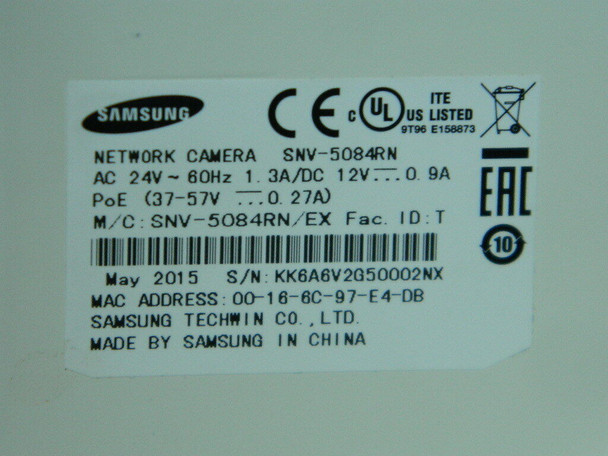 SAMSUNG
CE
c UL US LISTED
ITE
9T96 E158873
NETWORK CAMERA SNV-5084RN
AC 24V ~ 60Hz 1.3A/DC 12V⎓0.9A
PoE (37-57V ⎓0.27A)
M/C:SNV-5084RN/EX Fac. ID:T
EAC
10
May 2015 S/N:KK6A6V2G50002NX
MAC ADDRESS:00-16-6C-97-E4-DB
SAMSUNG TECHWIN CO.,LTD.
MADE BY SAMSUNG IN CHINA